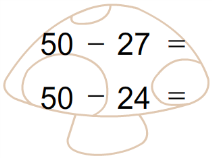 50 − 27 =
50 − 24 =